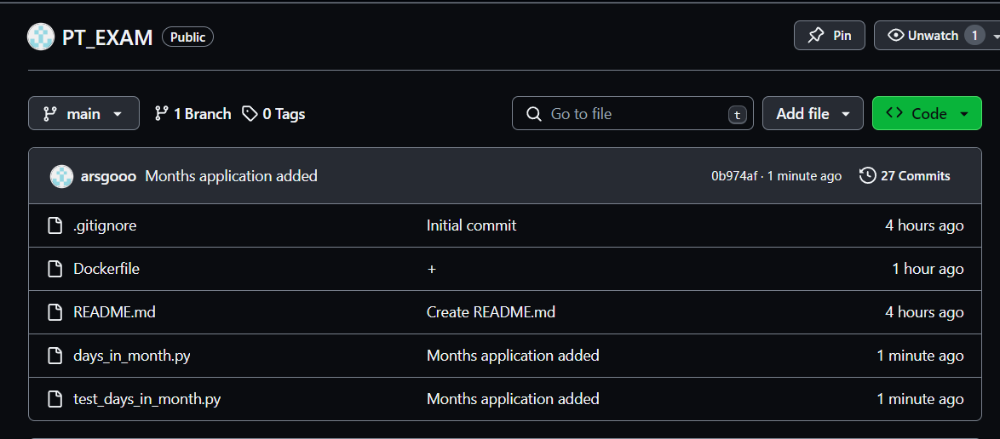 PT_EXAM Public Pin Unwatch 1
main 1 Branch 0 Tags Go to file t Add file Code
arsgooo Months application added 0b974af · 1 minute ago 27 Commits
.gitignore Initial commit 4 hours ago
Dockerfile + 1 hour ago
README.md Create README.md 4 hours ago
days_in_month.py Months application added 1 minute ago
test_days_in_month.py Months application added 1 minute ago